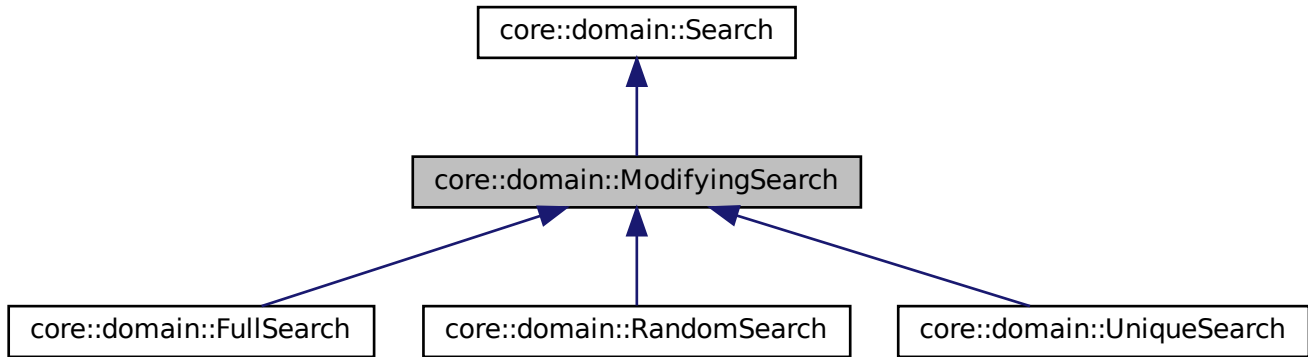 core::domain::Search
core::domain::ModifyingSearch
core::domain::FullSearch
core::domain::RandomSearch
core::domain::UniqueSearch